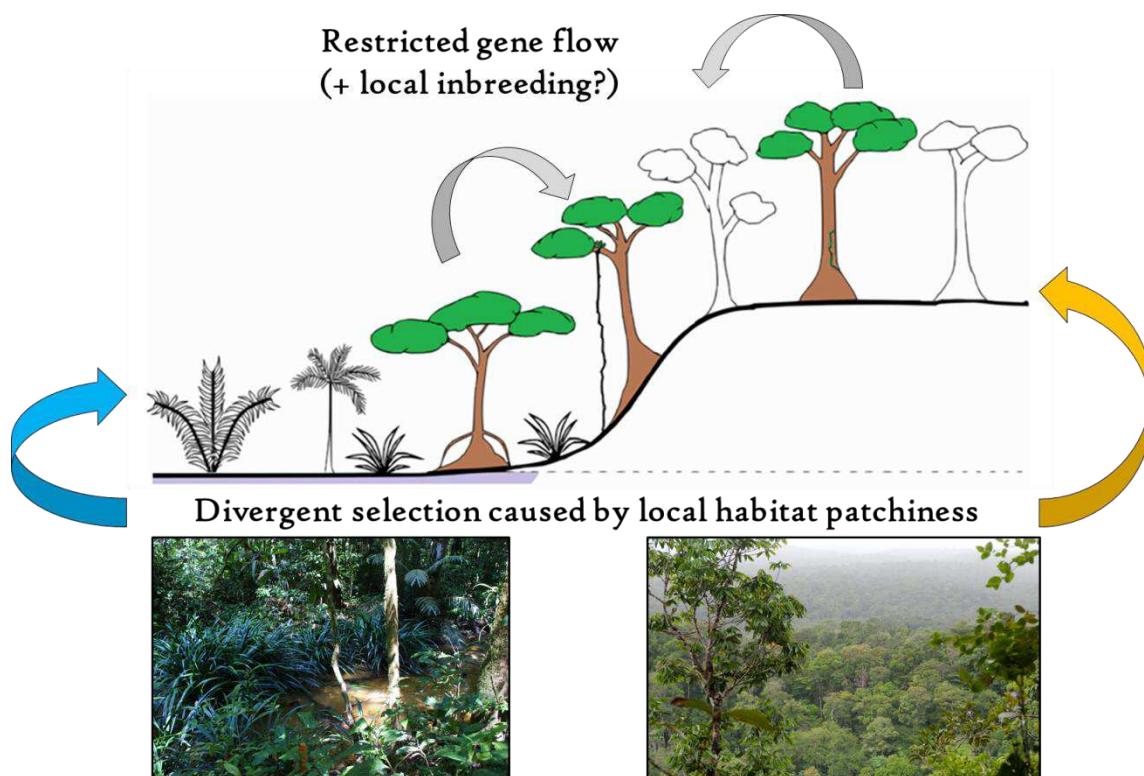 Restricted gene flow
(+ local inbreeding?)
Divergent selection caused by local habitat patchiness